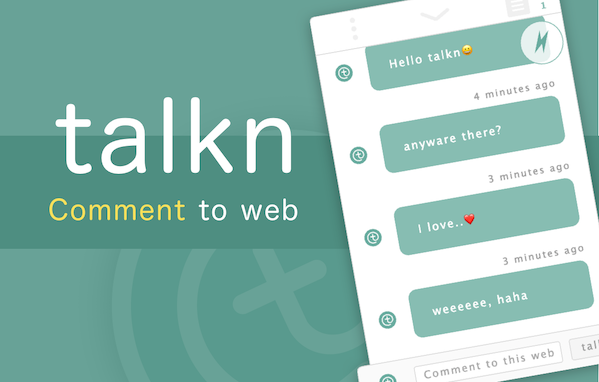 talkn
Comment to web
1
Hello talkn😀
4 minutes ago
anyware there?
3 minutes ago
I love..❤️
3 minutes ago
weeeeee, haha
Comment to this web
tal